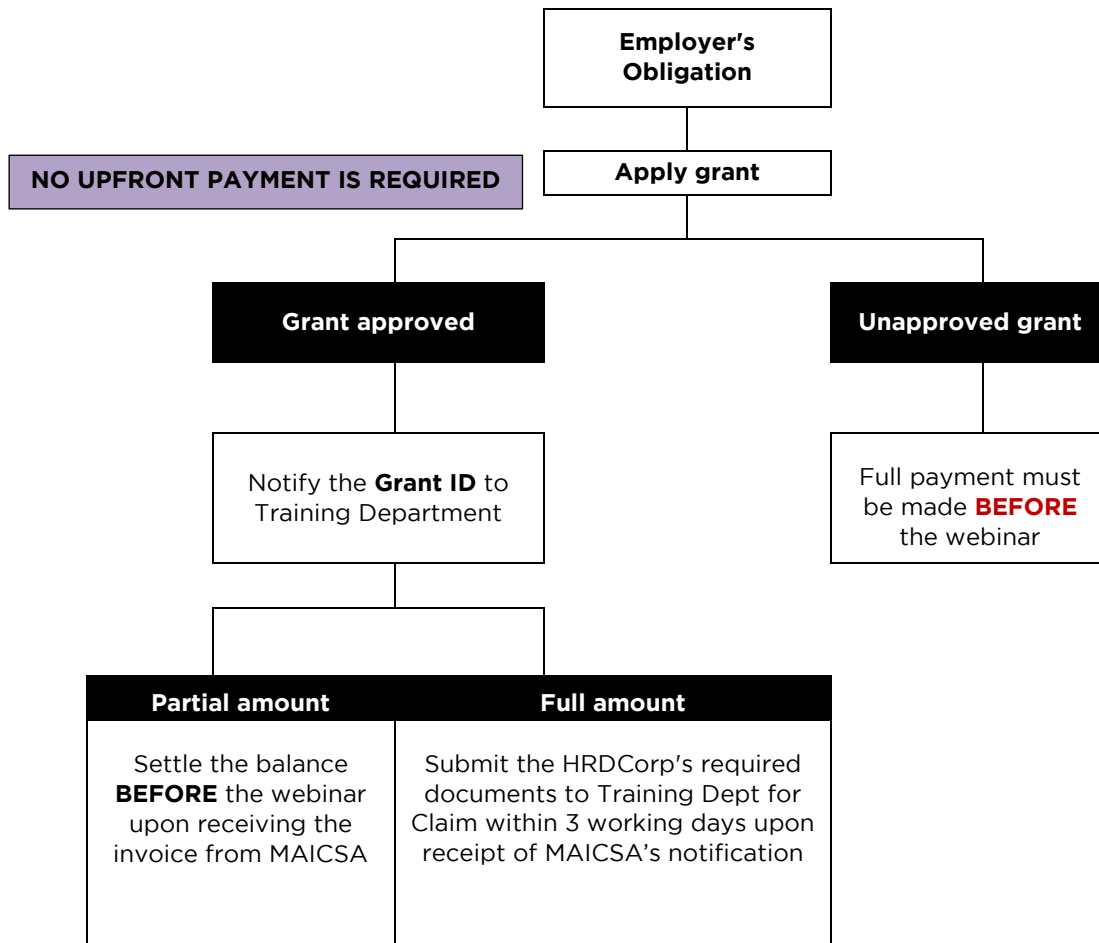 Employer's
Obligation
NO UPFRONT PAYMENT IS REQUIRED
Apply grant
Grant approved
Unapproved grant
Notify the Grant ID to
Training Department
Full payment must
be made BEFORE
the webinar
Partial amount
Full amount
Settle the balance
BEFORE the webinar
upon receiving the
invoice from MAICSA
Submit the HRDCorp's required
documents to Training Dept for
Claim within 3 working days upon
receipt of MAICSA’s notification